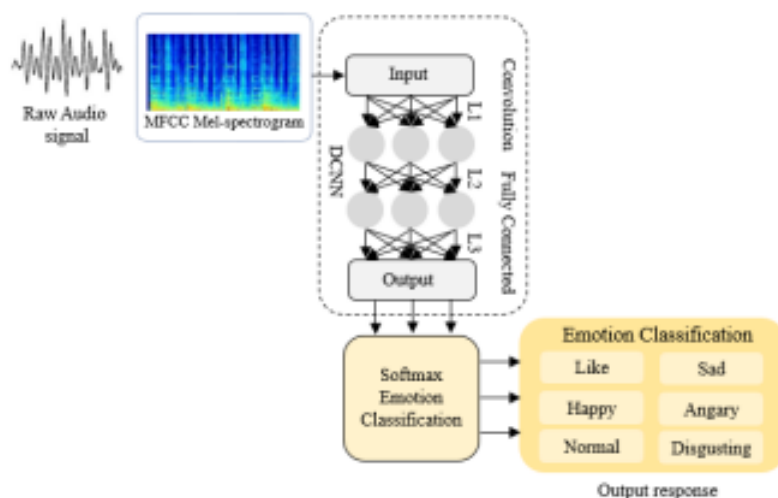 Raw Audio
signal
MFCC Mel-spectrogram
Input
L1
Convolution
DCNN
L2
Fully Connected
L3
Output
Softmax
Emotion
Classification
Emotion Classification
Like
Sad
Happy
Angary
Normal
Disgusting
Output response